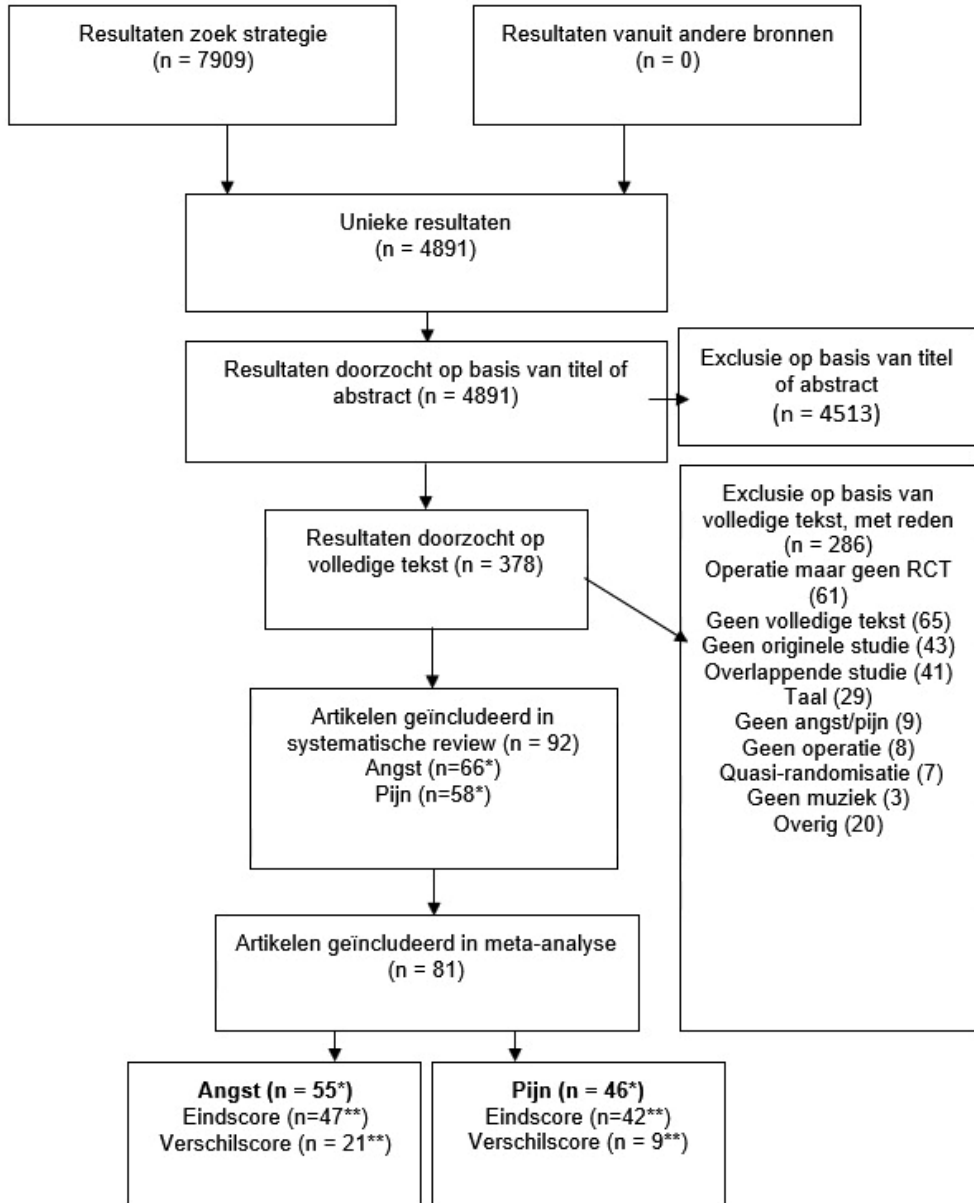 Resultaten zoek strategie
(n = 7909)
Resultaten vanuit andere bronnen
(n = 0)
Unieke resultaten
(n = 4891)
Resultaten doorzocht op basis van titel of
abstract (n = 4891)
Exclusie op basis van titel
of abstract
(n = 4513)
Resultaten doorzocht op
volledige tekst (n = 378)
Exclusie op basis van
volledige tekst, met reden
(n = 286)
Operatie maar geen RCT
(61)
Geen volledige tekst (65)
Geen originele studie (43)
Overlappende studie (41)
Taal (29)
Geen angst/pijn (9)
Geen operatie (8)
Quasi-randomisatie (7)
Geen muziek (3)
Overig (20)
Artikelen geïncludeerd in
systematische review (n = 92)
Angst (n=66*)
Pijn (n=58*)
Artikelen geïncludeerd in meta-analyse
(n = 81)
Angst (n = 55*)
Eindscore (n=47**)
Verschilscore (n = 21**)
Pijn (n = 46*)
Eindscore (n=42**)
Verschilscore (n = 9**)